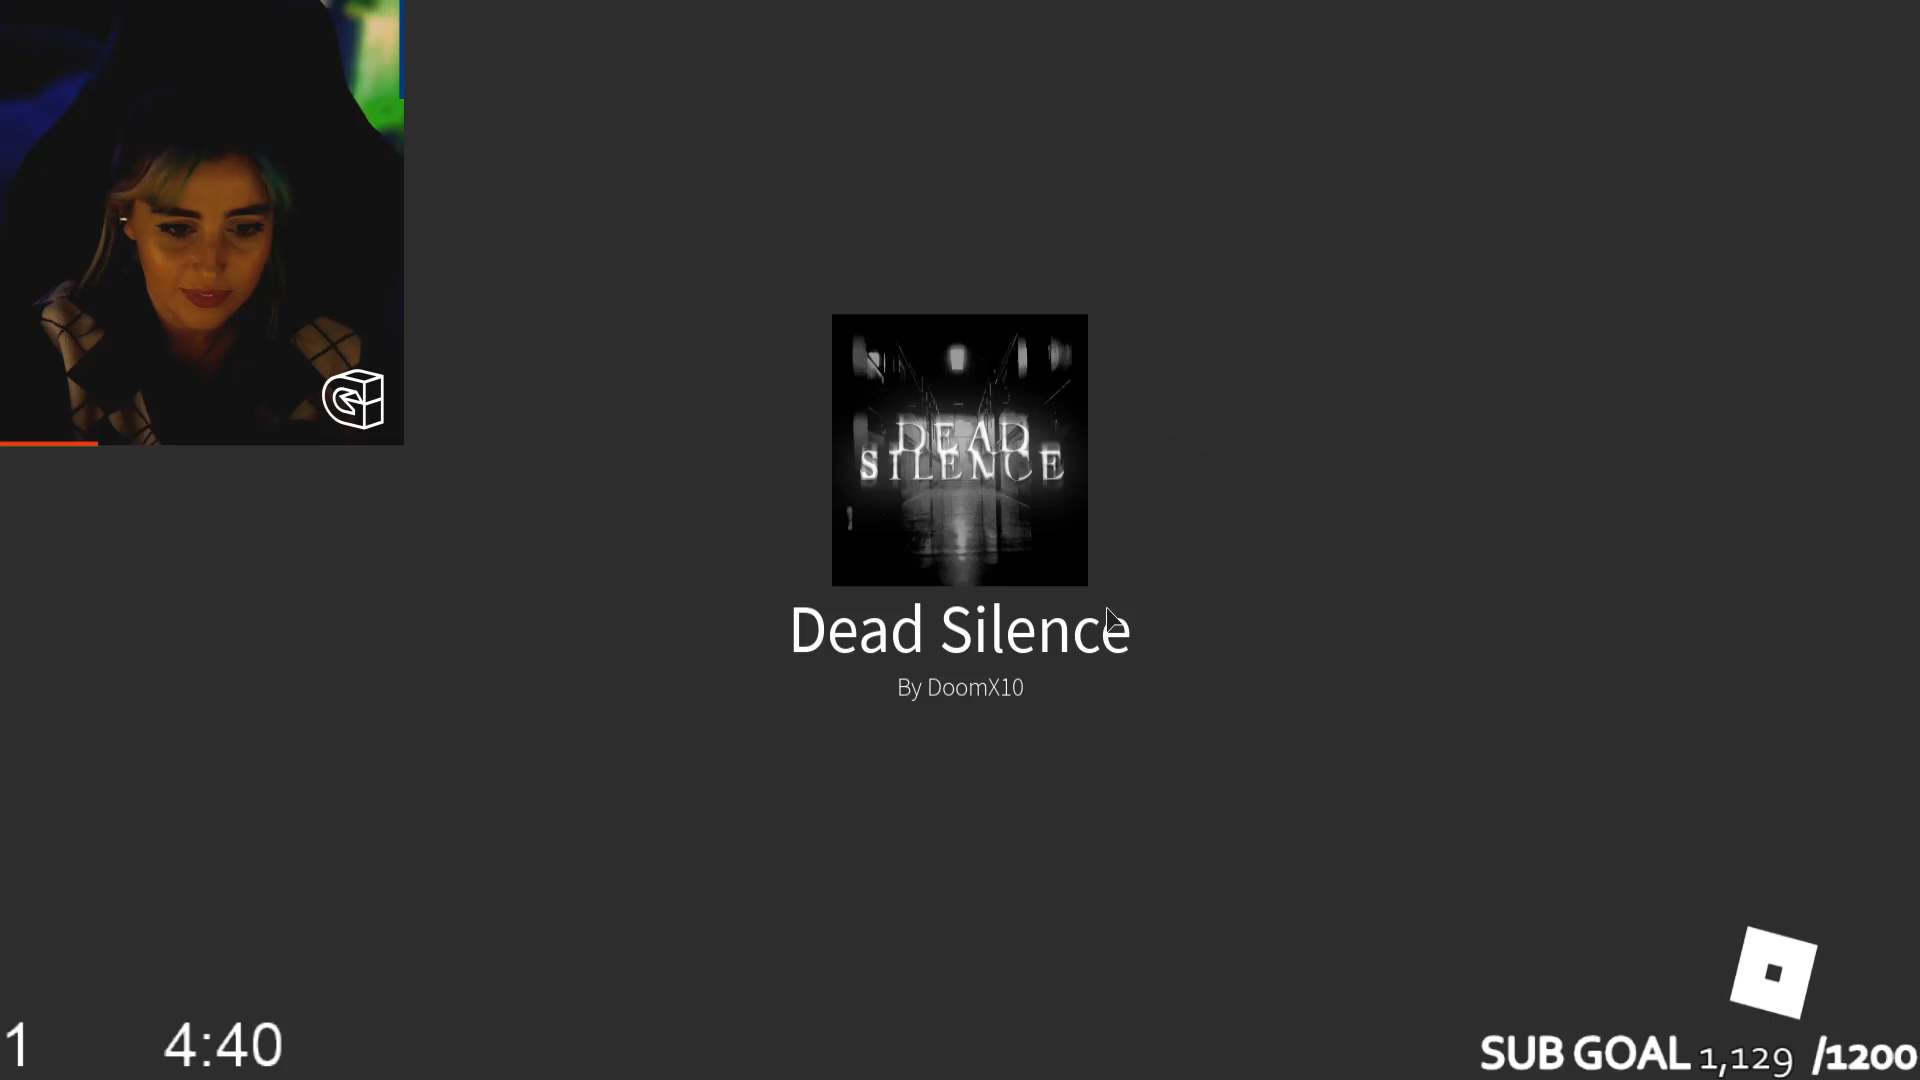 DEAD
SILENCE
Dead Silence
By DoomX10
1 4:40
SUB GOAL 1,129 /1200